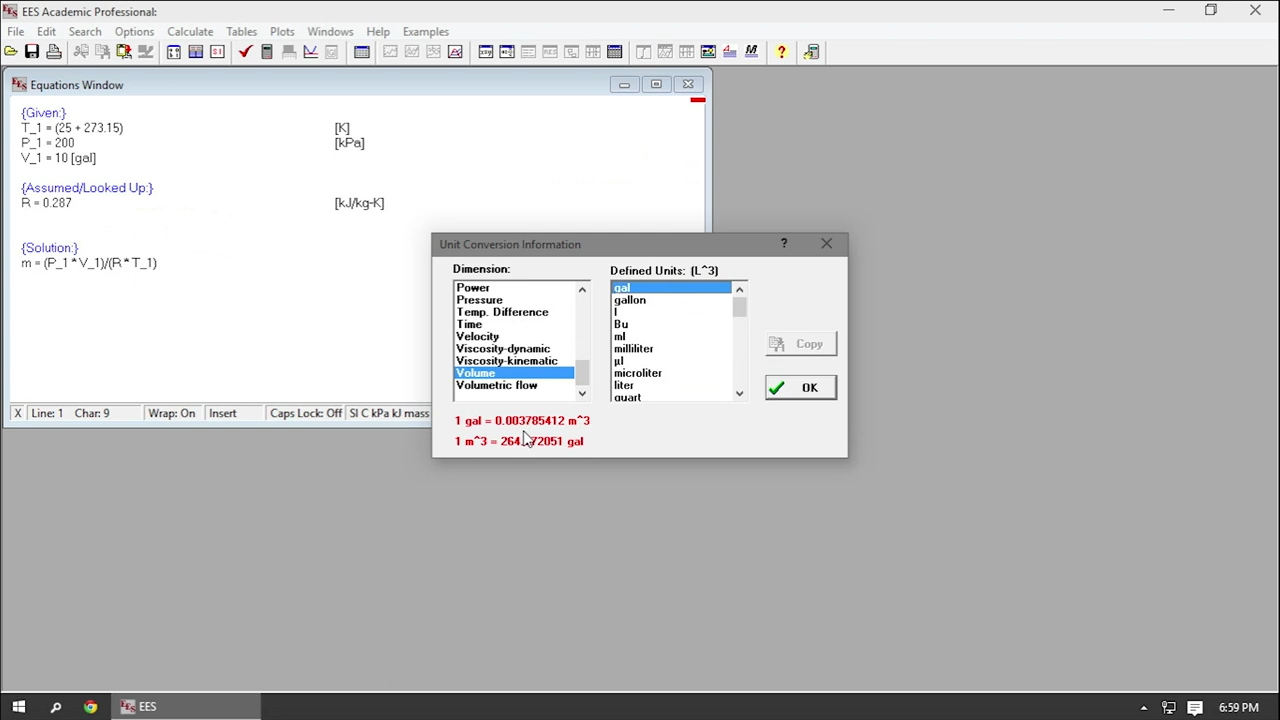 EES Academic Professional:
File Edit Search Options Calculate Tables Plots Windows Help Examples
Equations Window
{Given:}
T_1 = (25 + 273.15) [K]
P_1 = 200 [kPa]
V_1 = 10 [gal]
{Assumed/Looked Up:}
R = 0.287 [kJ/kg-K]
{Solution:}
m = (P_1 * V_1)/(R * T_1)
X Line: 1 Char: 9 Wrap: On Insert Caps Lock: Off SI C kPa kJ mass
Unit Conversion Information ?
Dimension:
Power
Pressure
Temp. Difference
Time
Velocity
Viscosity-dynamic
Viscosity-kinematic
Volume
Volumetric flow
Defined Units: (L^3)
gal
gallon
l
Bu
ml
milliliter
µl
microliter
liter
quart
Copy
OK
1 gal = 0.003785412 m^3
1 m^3 = gal
EES
6:59 PM